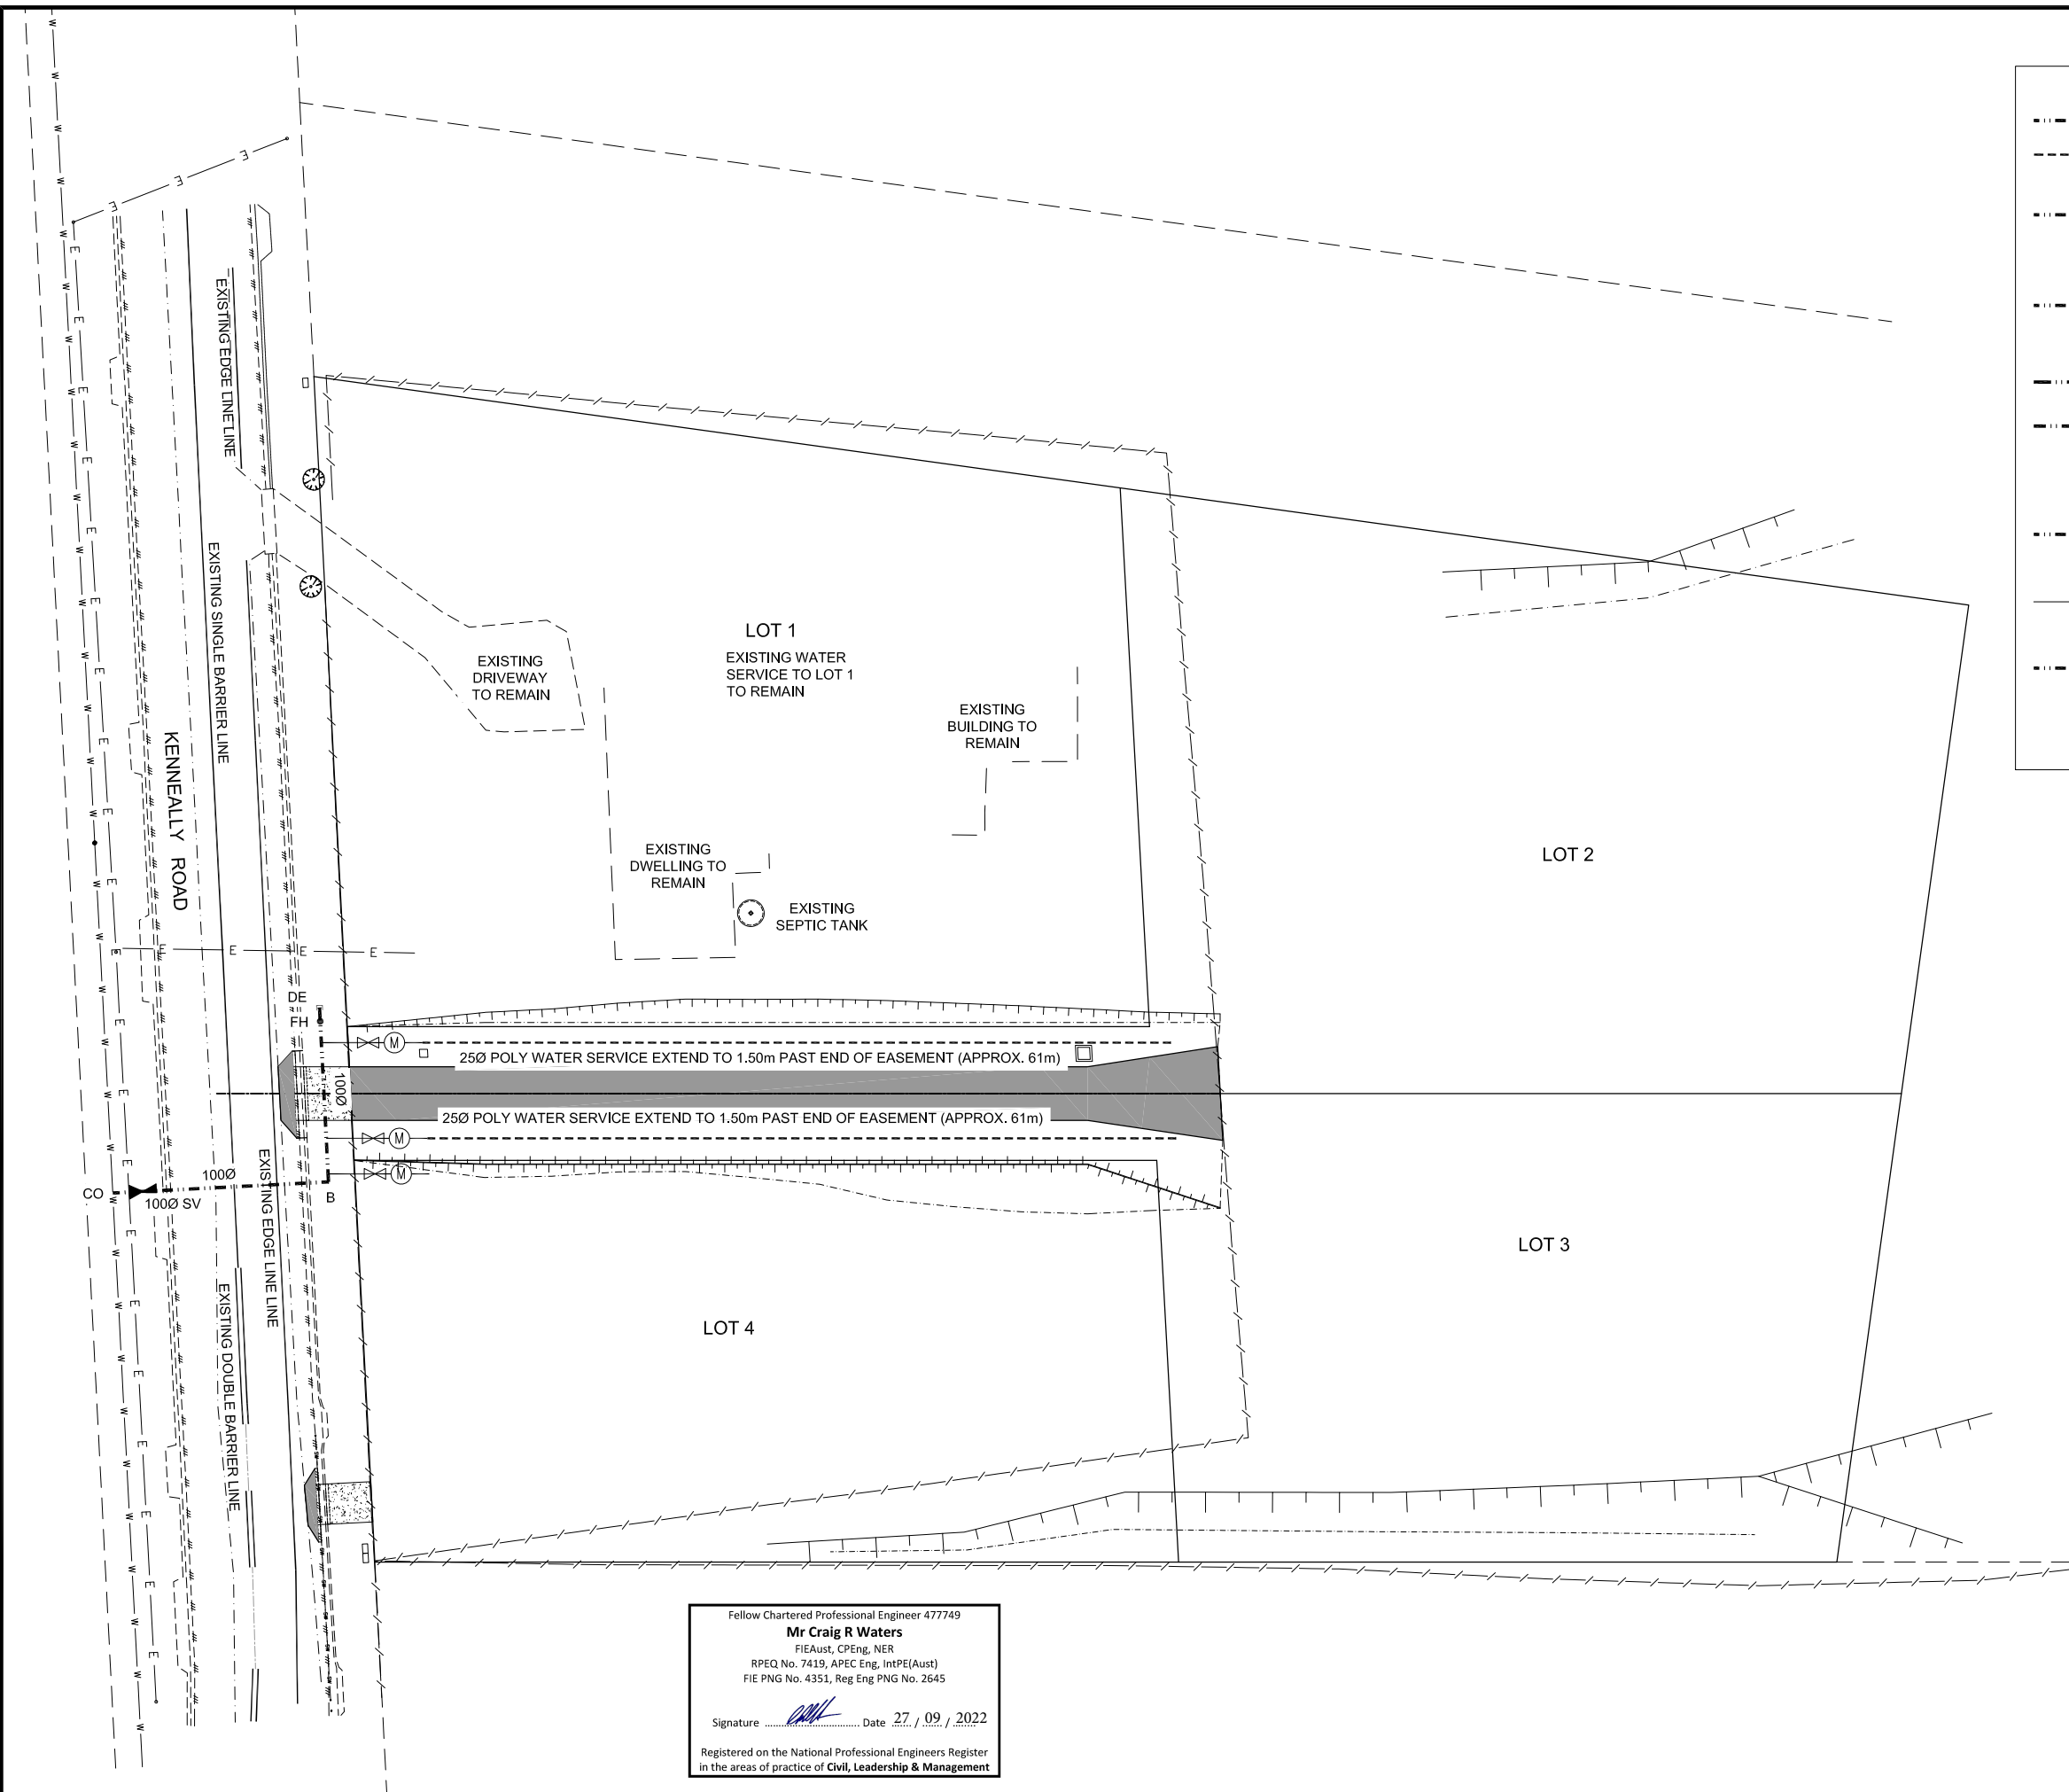 EXISTING EDGE LINE LINE
EXISTING SINGLE BARRIER LINE
KENNEALLY ROAD
LOT 1
EXISTING WATER
SERVICE TO LOT 1
TO REMAIN
EXISTING
DRIVEWAY
TO REMAIN
EXISTING
BUILDING TO
REMAIN
EXISTING
DWELLING TO
REMAIN
EXISTING
SEPTIC TANK
LOT 2
DE
FH
M
25Ø POLY WATER SERVICE EXTEND TO 1.50m PAST END OF EASEMENT (APPROX. 61m)
100Ø
25Ø POLY WATER SERVICE EXTEND TO 1.50m PAST END OF EASEMENT (APPROX. 61m)
M
M
CO
100Ø
100Ø SV
B
EXISTING EDGE LINE LINE
EXISTING DOUBLE BARRIER LINE
LOT 3
LOT 4
Fellow Chartered Professional Engineer 477749
Mr Craig R Waters
FIEAust, CPEng, NER
RPEQ No. 7419, APEC Eng, IntPE(Aust)
FIE PNG No. 4351, Reg Eng PNG No. 2645
Signature Date 27 / 09 / 2022
Registered on the National Professional Engineers Register
in the areas of practice of Civil, Leadership & Management